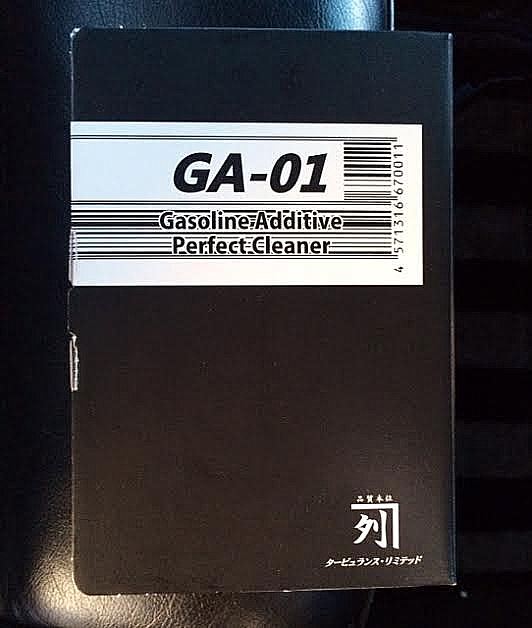 GA-01
Gasoline Additive
Perfect Cleaner
4 571316 670011
品質本位
列
タービュランス・リミテッド